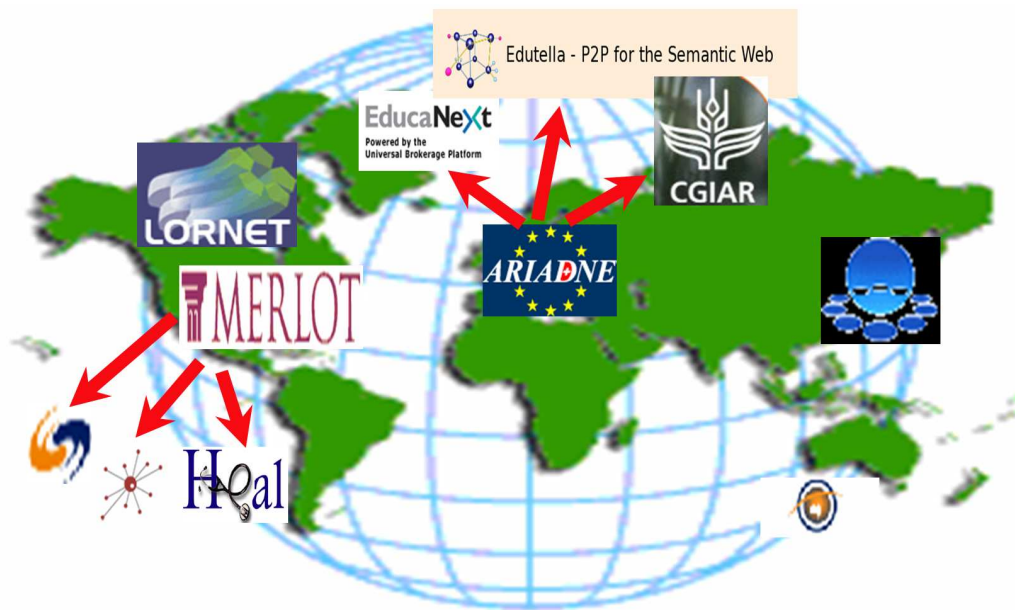 Edutella - P2P for the Semantic Web
EducaNext
Powered by the
Universal Brokerage Platform
CGIAR
LORNET
ARIADNE
MERLOT
Heal